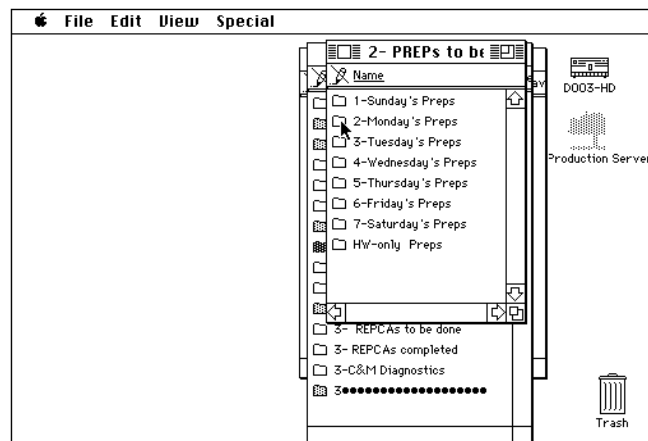 File Edit View Special
2- PREPs to be
Name
1-Sunday's Preps
2-Monday's Preps
3-Tuesday's Preps
4-Wednesday's Preps
5-Thursday's Preps
6-Friday's Preps
7-Saturday's Preps
HW-only Preps
3- REPCAs to be done
3- REPCAs completed
3-C&M Diagnostics
3●●●●●●●●●●●●●●●●●●●
D003-HD
Production Server
Trash